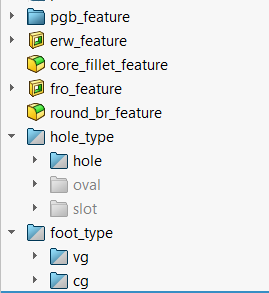 pgb_feature
erw_feature
core_fillet_feature
fro_feature
round_br_feature
hole_type
hole
oval
slot
foot_type
vg
cg